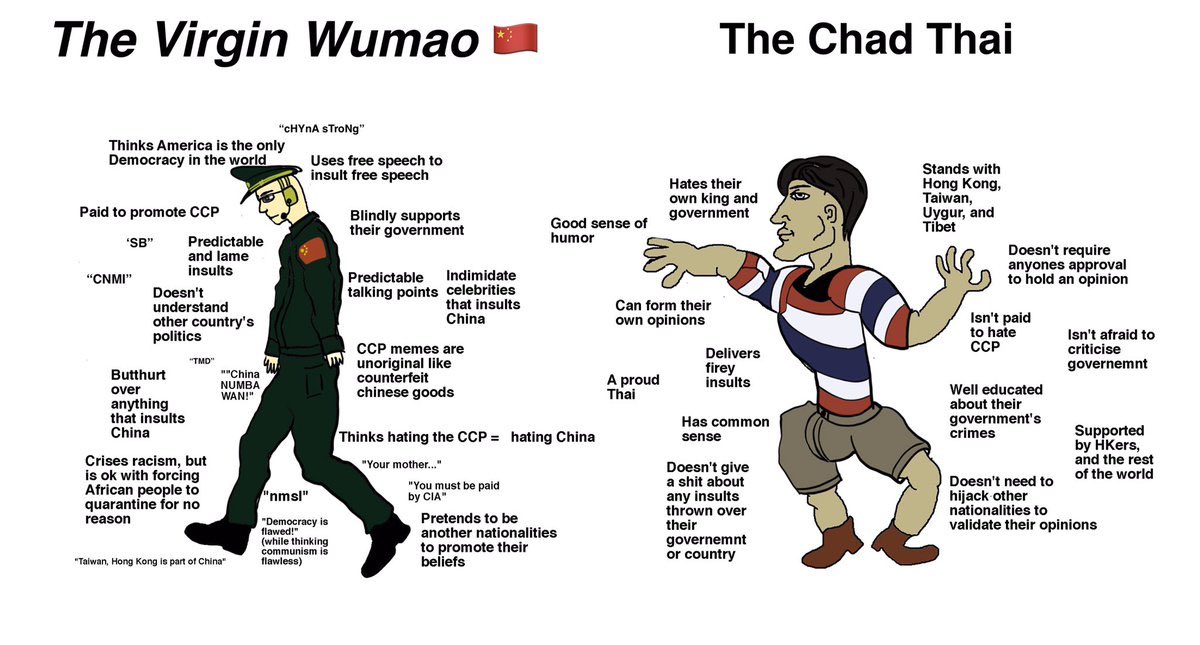 The Virgin Wumao
The Chad Thai
“cHYnA sTroNg”
Thinks America is the only
Democracy in the world
Uses free speech to
insult free speech
Paid to promote CCP
Blindly supports
their government
‘SB”
Predictable
and lame
insults
“CNMI”
Predictable
talking points
Indimidate
celebrities
that insults
China
Doesn't
understand
other country's
politics
“TMD”
""China
NUMBA
WAN!"
CCP memes are
unoriginal like
counterfeit
chinese goods
Butthurt
over
anything
that insults
China
Thinks hating the CCP = hating China
Crises racism, but
is ok with forcing
African people to
quarantine for no
reason
"Your mother..."
"You must be paid
by CIA"
"nmsl"
"Democracy is
flawed!"
(while thinking
communism is
flawless)
Pretends to be
another nationalities
to promote their
beliefs
"Taiwan, Hong Kong is part of China"
Hates their
own king and
government
Stands with
Hong Kong,
Taiwan,
Uygur, and
Tibet
Good sense of
humor
Doesn't require
anyones approval
to hold an opinion
Can form their
own opinions
Isn't paid
to hate
CCP
Isn't afraid to
criticise
governemnt
Delivers
firey
insults
A proud
Thai
Well educated
about their
government's
crimes
Has common
sense
Supported
by HKers,
and the rest
of the world
Doesn't give
a shit about
any insults
thrown over
their
governemnt
or country
Doesn't need to
hijack other
nationalities to
validate their opinions